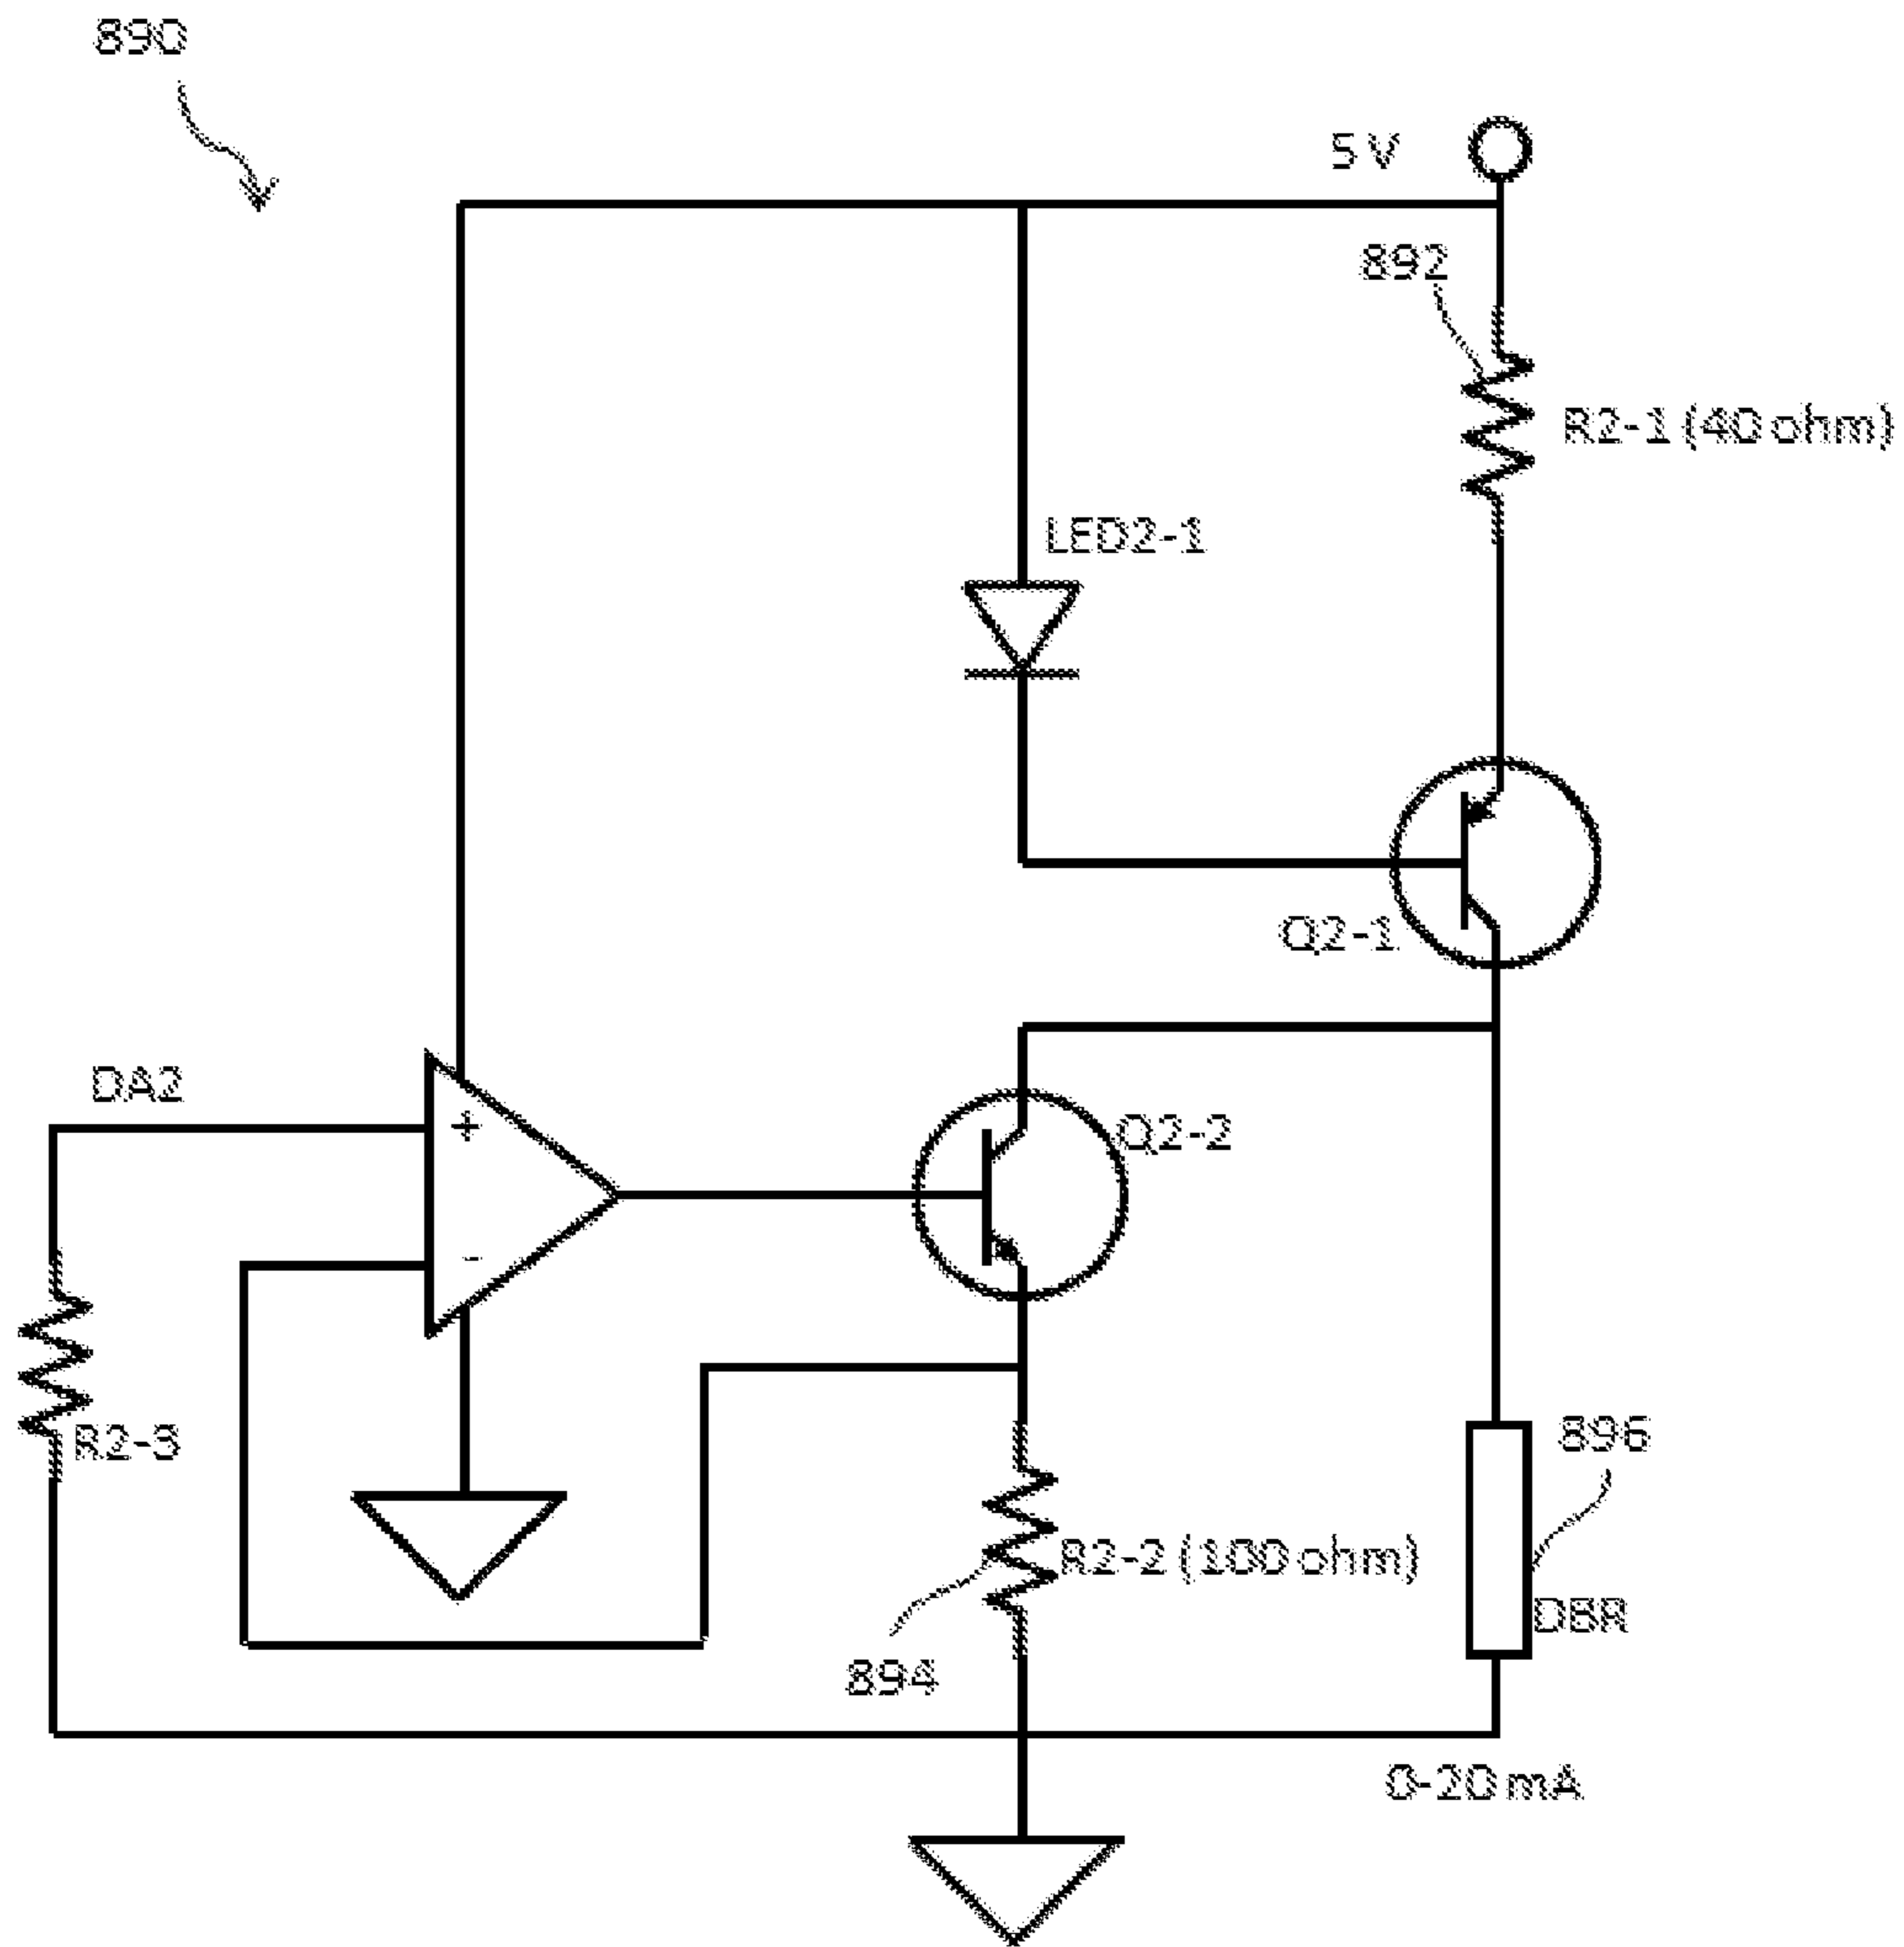 890
5 V
892
R2-1 (40 ohm)
LED2-1
Q2-1
DA2
+
Q2-2
-
R2-3
896
R2-2 (100 ohm)
DBR
894
0-20 mA